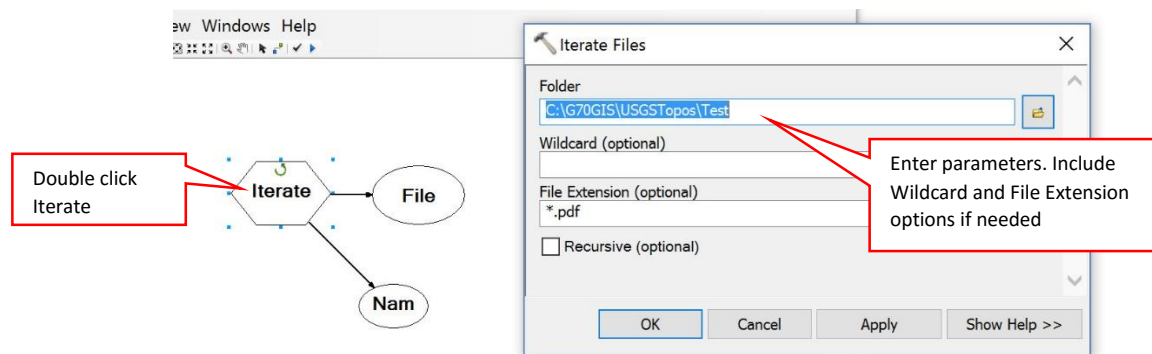 ew Windows Help
Iterate Files
Folder
C:\G70GIS\USGSTopos\Test
Wildcard (optional)
Enter parameters. Include
Wildcard and File Extension
options if needed
File Extension (optional)
*.pdf
Recursive (optional)
OK Cancel Apply Show Help >>
Double click
Iterate
Iterate
File
Nam